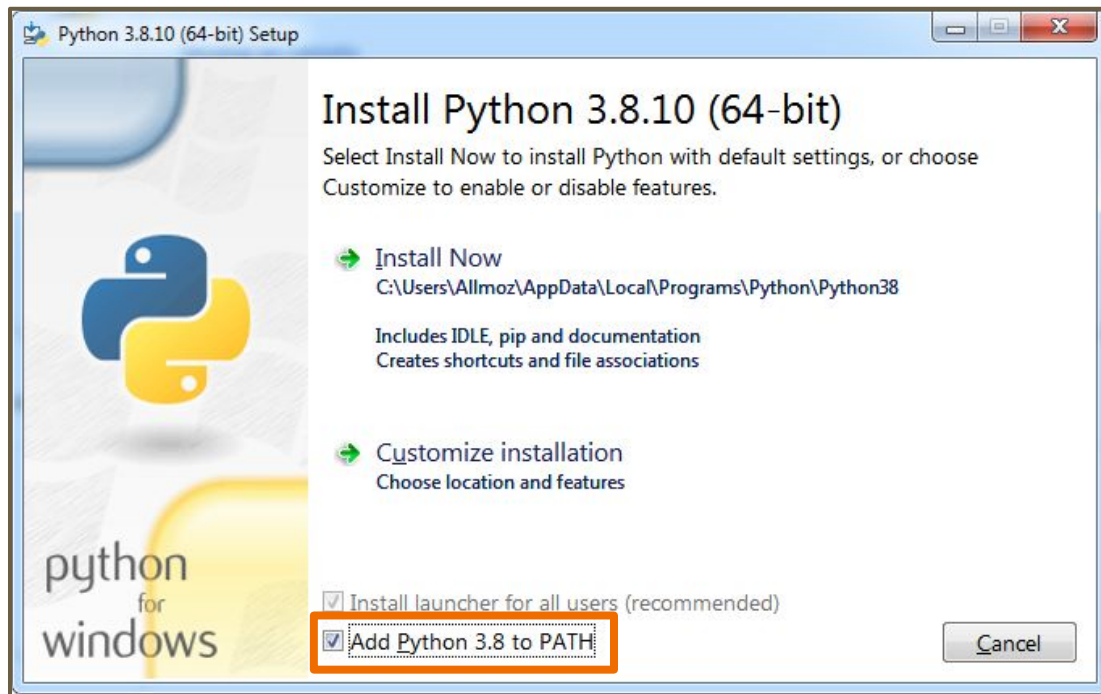 Python 3.8.10 (64-bit) Setup
Install Python 3.8.10 (64-bit)
Select Install Now to install Python with default settings, or choose
Customize to enable or disable features.
Install Now
C:\Users\Allmoz\AppData\Local\Programs\Python\Python38
Includes IDLE, pip and documentation
Creates shortcuts and file associations
Customize installation
Choose location and features
python
for
windows
Install launcher for all users (recommended)
Add Python 3.8 to PATH
Cancel